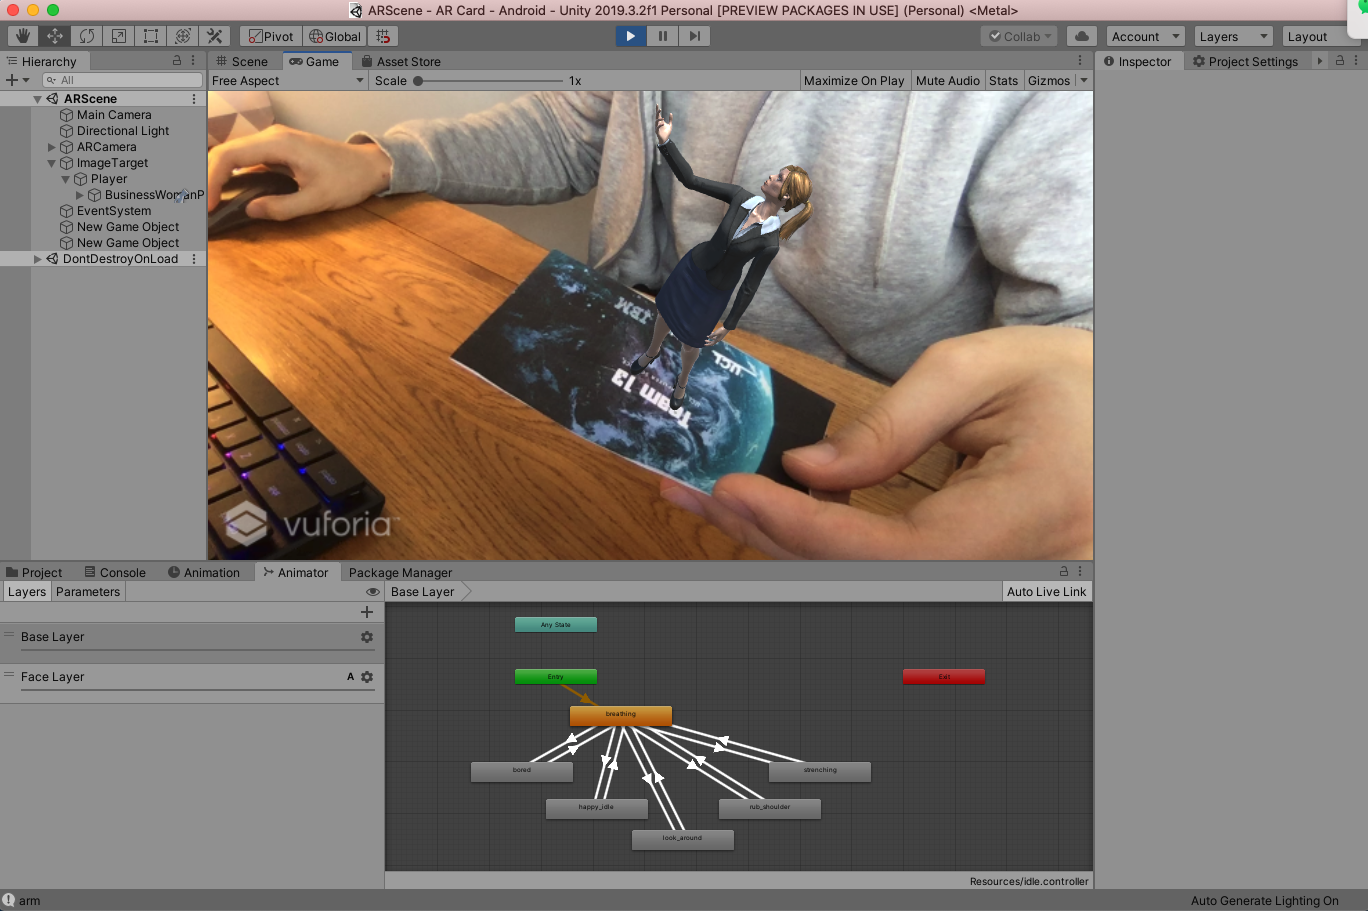 ARScene - AR Card - Android - Unity 2019.3.2f1 Personal [PREVIEW PACKAGES IN USE] (Personal) <Metal>
Pivot Global Collab Account Layers Layout
Hierarchy
All
ARScene
Main Camera
Directional Light
ARCamera
ImageTarget
Player
BusinessWomanP
EventSystem
New Game Object
New Game Object
DontDestroyOnLoad
Scene Game Asset Store
Free Aspect Scale 1x Maximize On Play Mute Audio Stats Gizmos
IBM
UCL
Team 13
vuforia™
Inspector Project Settings
Project Console Animation Animator Package Manager
Layers Parameters
Base Layer Auto Live Link
Base Layer
Face Layer A
Any State
Entry
Exit
breathing
bored
strenching
happy_idle
rub_shoulder
look_around
Resources/idle.controller
arm
Auto Generate Lighting On